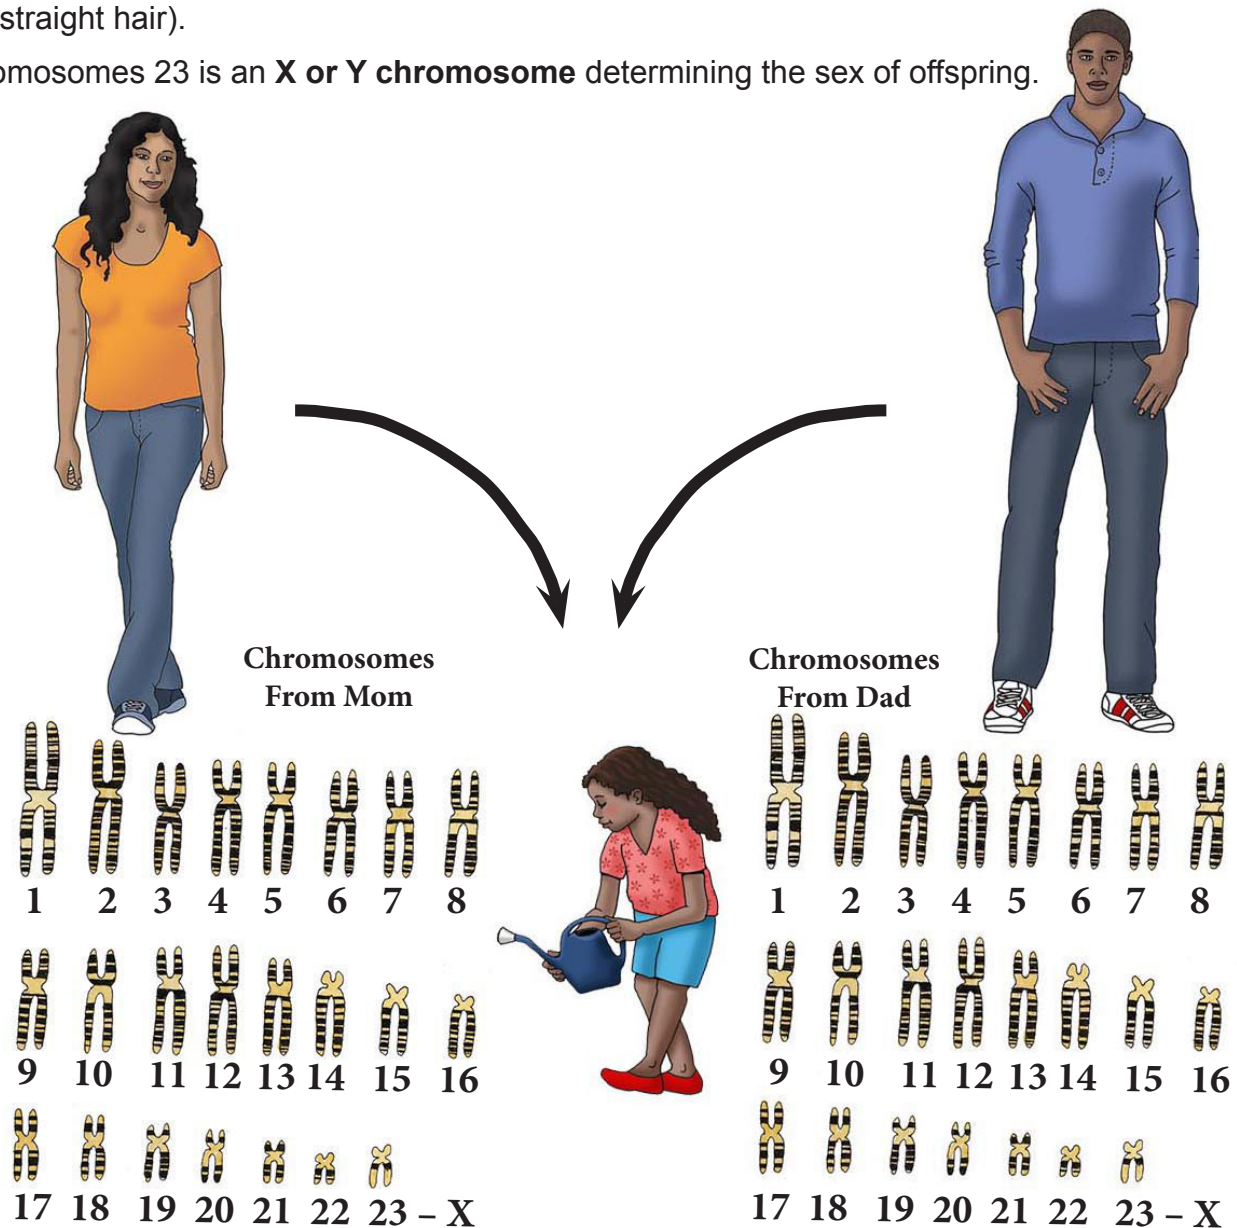 straight hair).
omosomes 23 is an X or Y chromosome determining the sex of offspring.
Chromosomes
From Mom
Chromosomes
From Dad
1 2 3 4 5 6 7 8
9 10 11 12 13 14 15 16
17 18 19 20 21 22 23 – X
1 2 3 4 5 6 7 8
9 10 11 12 13 14 15 16
17 18 19 20 21 22 23 – X